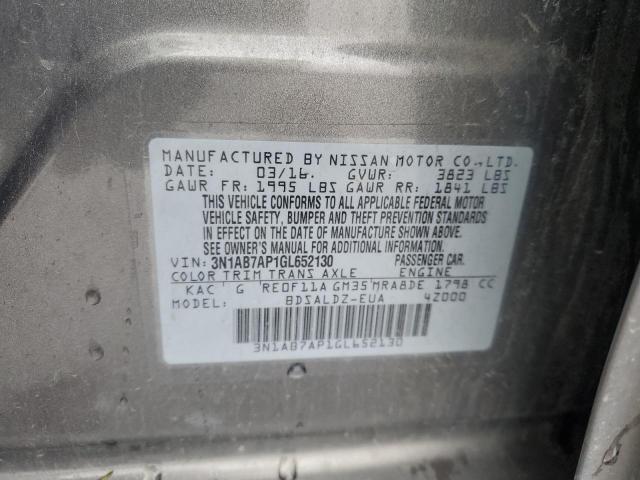 MANUFACTURED BY NISSAN MOTOR CO., LTD.
DATE: 03/16. GVWR: 3823 LBS
GAWR FR: 1995 LBS GAWR RR: 1841 LBS
THIS VEHICLE CONFORMS TO ALL APPLICABLE FEDERAL MOTOR
VEHICLE SAFETY, BUMPER AND THEFT PREVENTION STANDARDS
IN EFFECT ON THE DATE OF MANUFACTURE SHOWN ABOVE.
SEE OWNER'S MANUAL FOR ADDITIONAL INFORMATION
VIN: 3N1AB7AP1GL652130 PASSENGER CAR.
COLOR TRIM TRANS AXLE ENGINE
KAC G RE0F11A GM35 MRA8DE 1798 CC
MODEL: BDSALDZ-EUA 4Z000
3N1AB7AP1GL652130